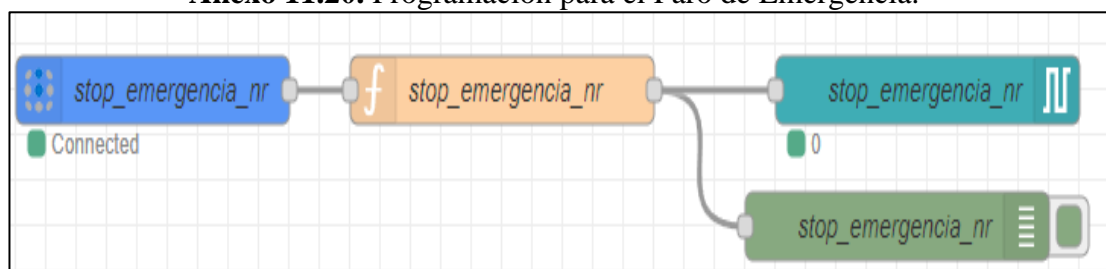 Anexo 11.20. Programación para el Paro de Emergencia.
stop_emergencia_nr
stop_emergencia_nr
stop_emergencia_nr
Connected
0
stop_emergencia_nr